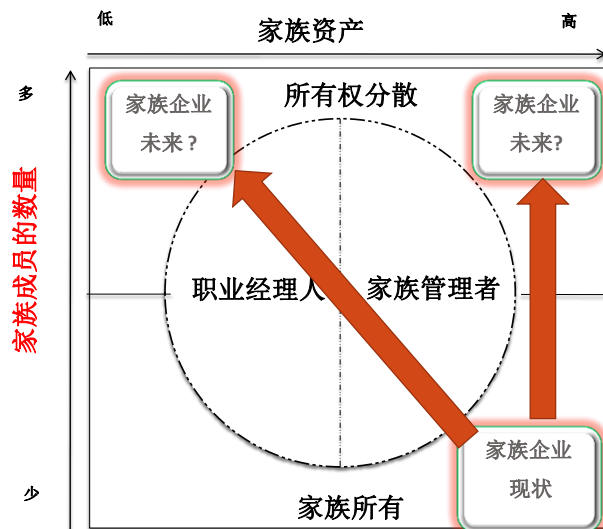 低
家族资产
高
多
家族企业
未来？
所有权分散
家族企业
未来?
家族成员的数量
职业经理人
家族管理者
家族企业
现状
少
家族所有